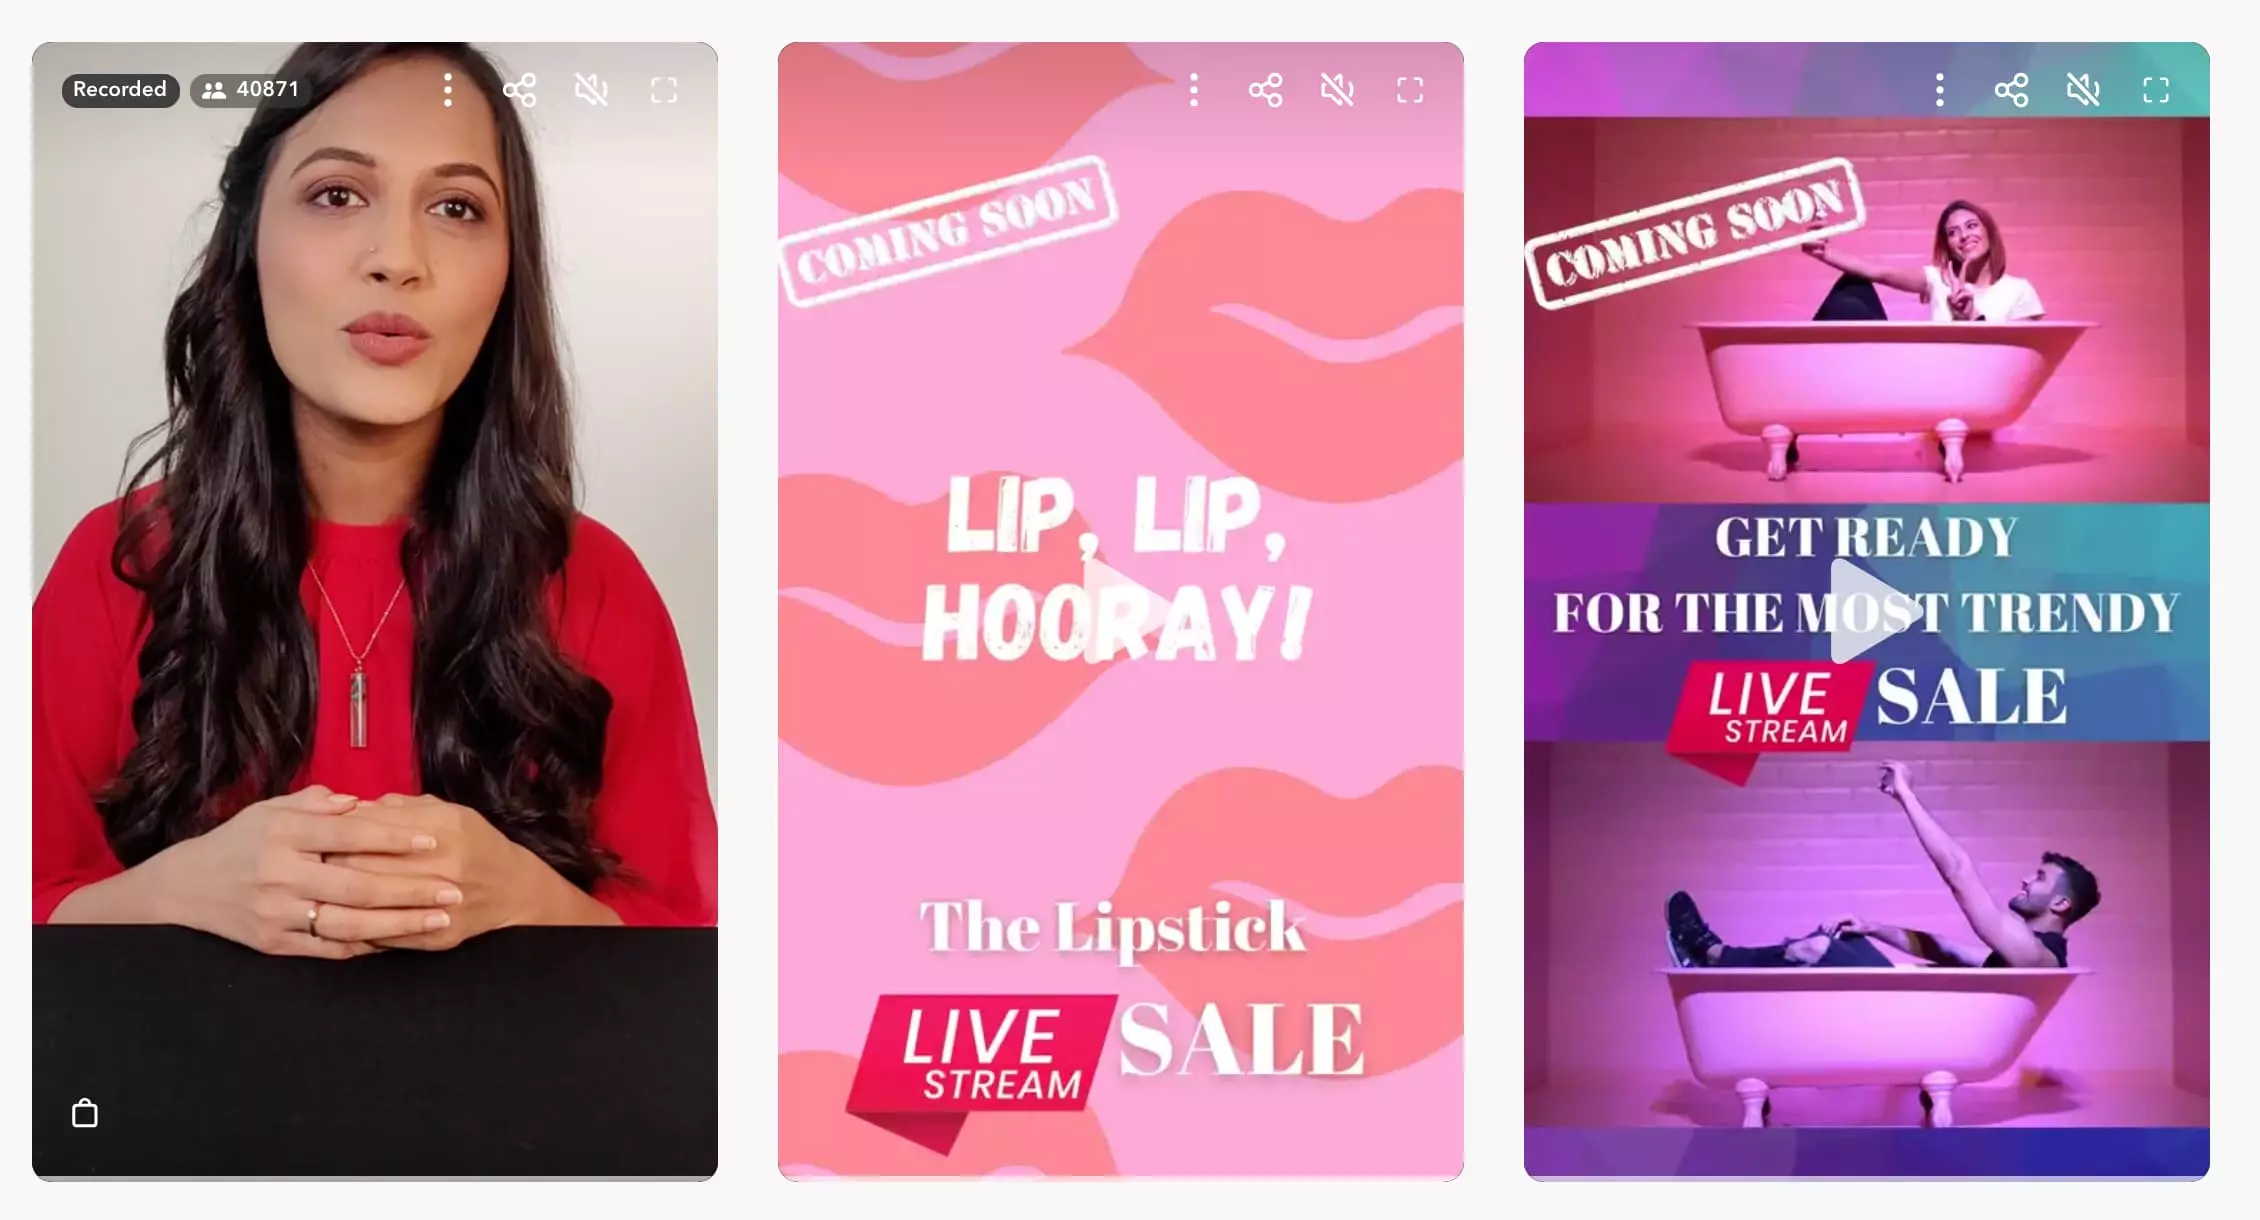 Recorded
40871
COMING SOON
LIP, LIP,
HOORAY!
The Lipstick
LIVE
STREAM
SALE
COMING SOON
GET READY
FOR THE MOST TRENDY
LIVE
STREAM
SALE